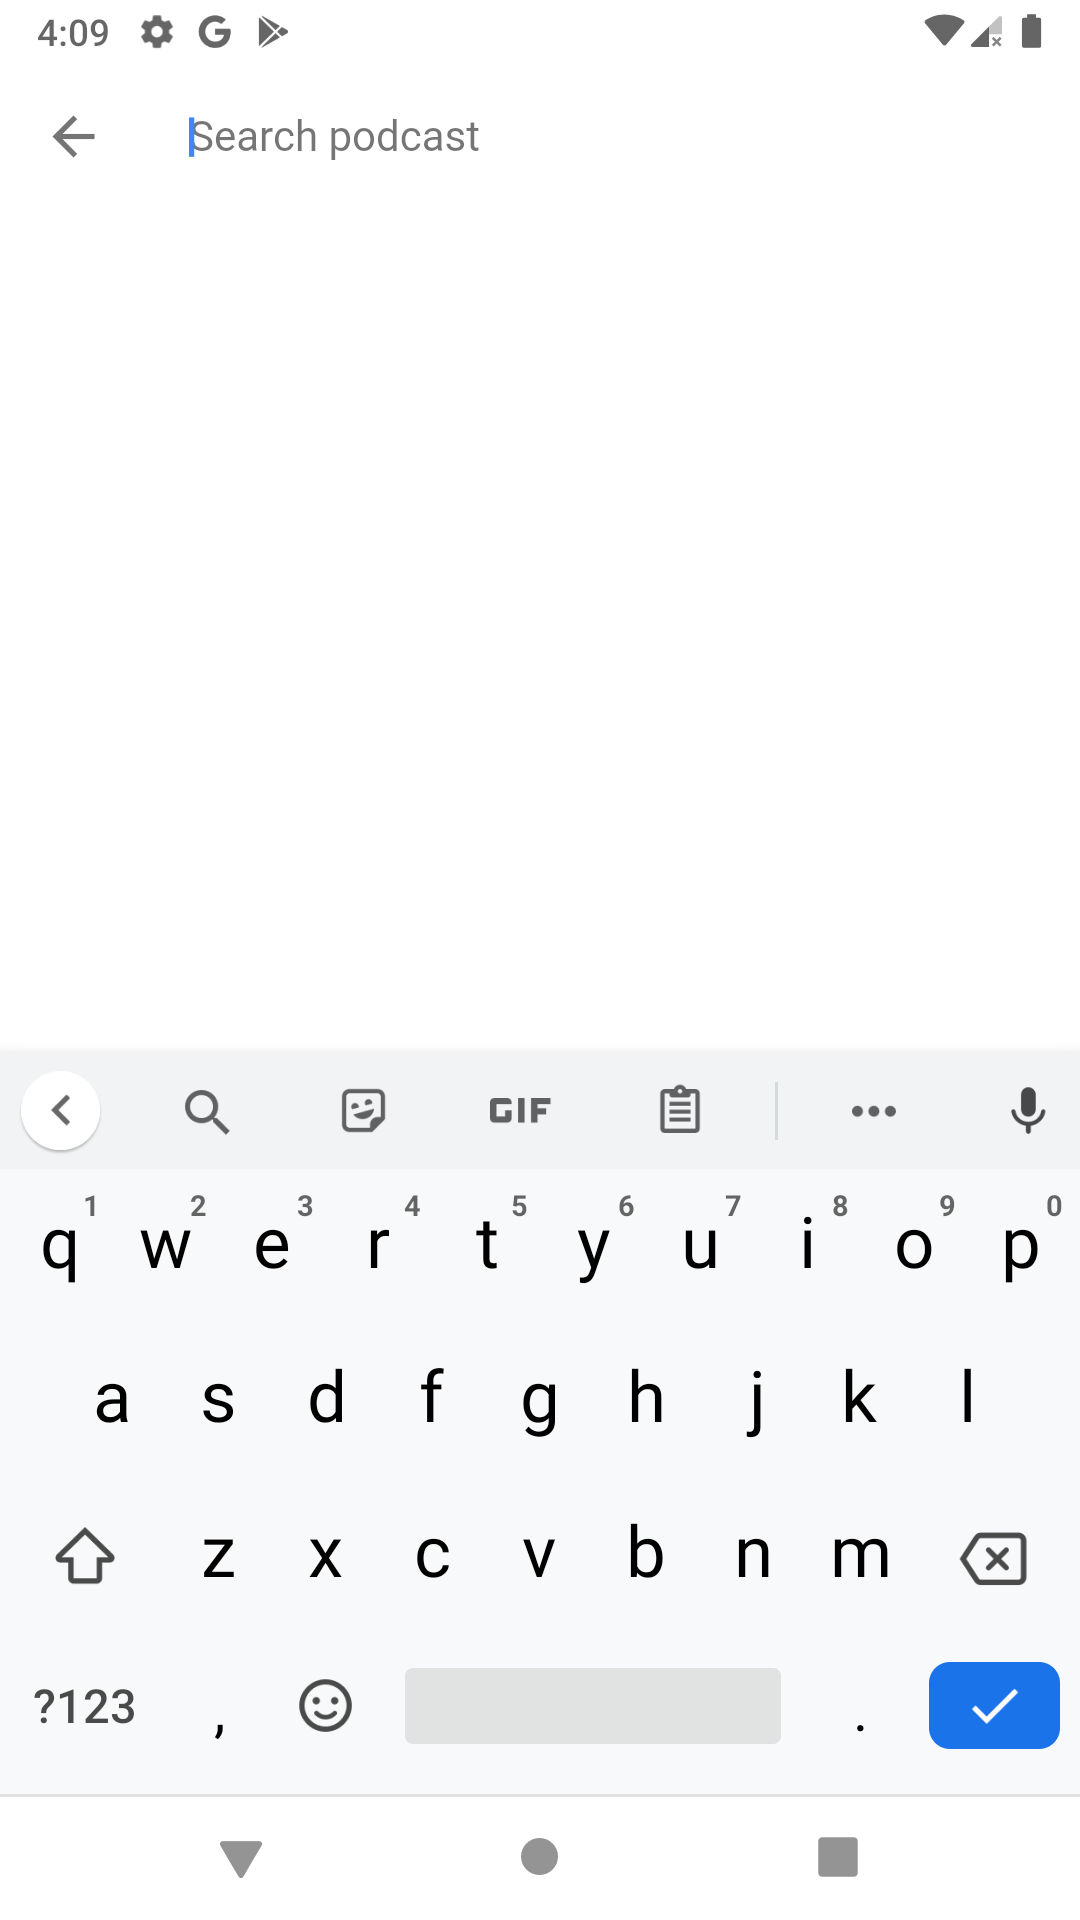 4:09
Search podcast
GIF
1 2 3 4 5 6 7 8 9 0
q w e r t y u i o p
a s d f g h j k l
z x c v b n m
?123 , .